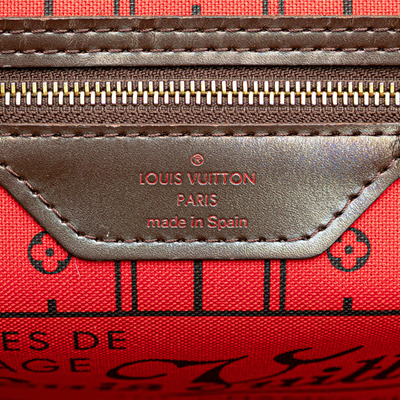 ®
LOUIS VUITTON
PARIS
made in Spain
ES DE
AGE